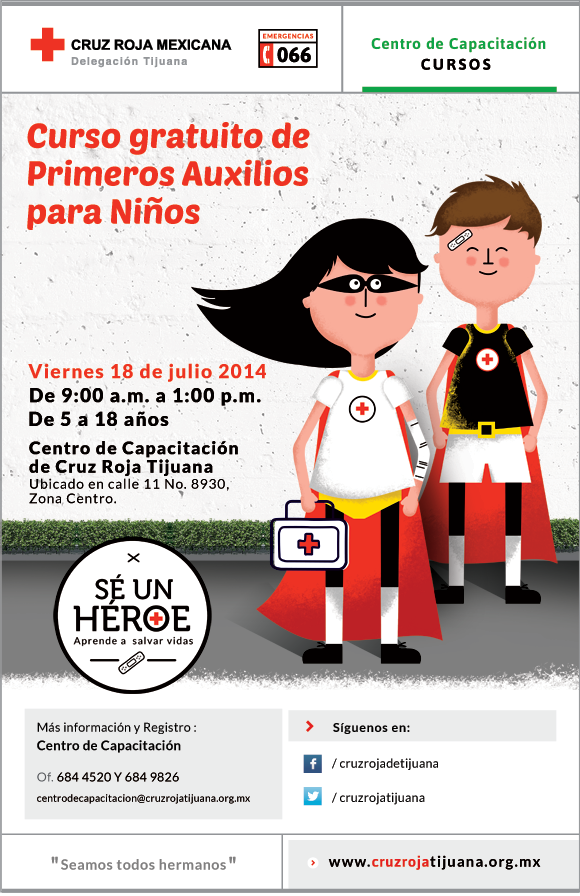 CRUZ ROJA MEXICANA
Delegación Tijuana
EMERGENCIAS
066
Centro de Capacitación
CURSOS
Curso gratuito de
Primeros Auxilios
para Niños
Viernes 18 de julio 2014
De 9:00 a.m. a 1:00 p.m.
De 5 a 18 años
Centro de Capacitación
de Cruz Roja Tijuana
Ubicado en calle 11 No. 8930,
Zona Centro.
SÉ UN
HÉROE
Aprende a salvar vidas
Más información y Registro :
Centro de Capacitación
Of. 684 4520 Y 684 9826
centrodecapacitacion@cruzrojatijuana.org.mx
Síguenos en:
/ cruzrojadetijuana
/ cruzrojatijuana
"Seamos todos hermanos"
www.cruzrojatijuana.org.mx